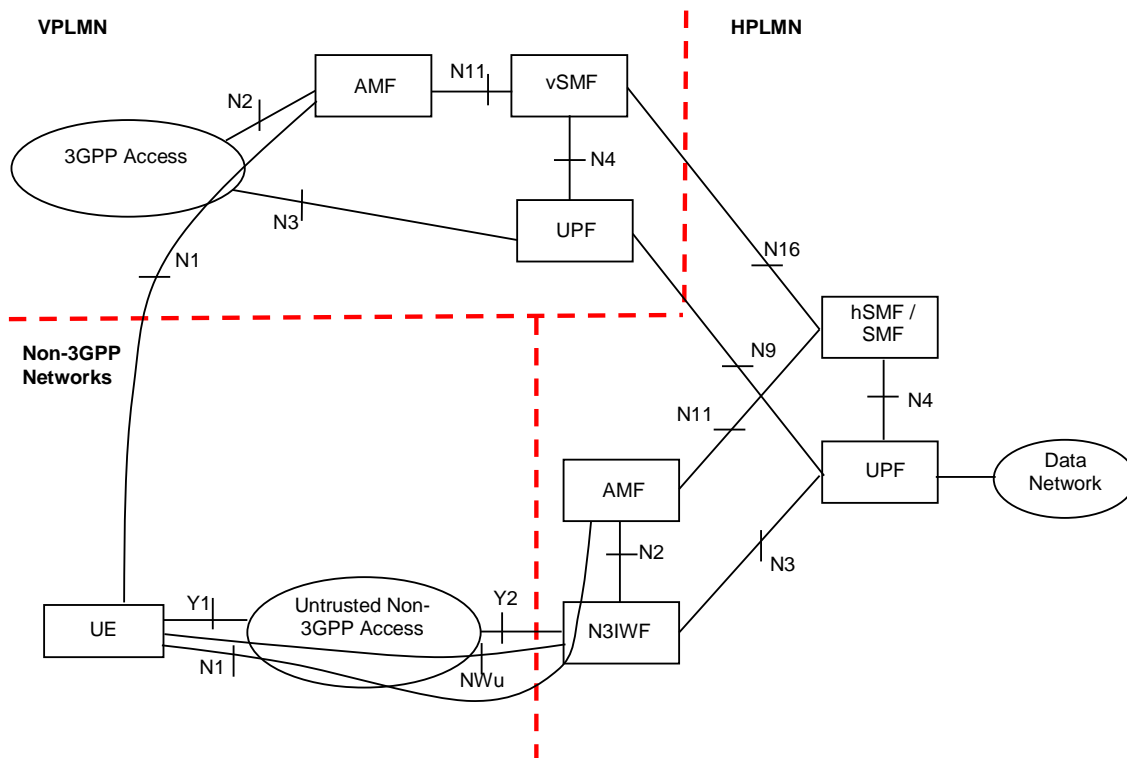 VPLMN
HPLMN
N11
AMF
vSMF
N2
3GPP Access
N4
N3
UPF
N1
N16
hSMF /
SMF
Non-3GPP
Networks
N9
N11
N4
AMF
UPF
Data
Network
N2
N3
Y1
Untrusted Non-
3GPP Access
Y2
UE
N3IWF
N1
NWu